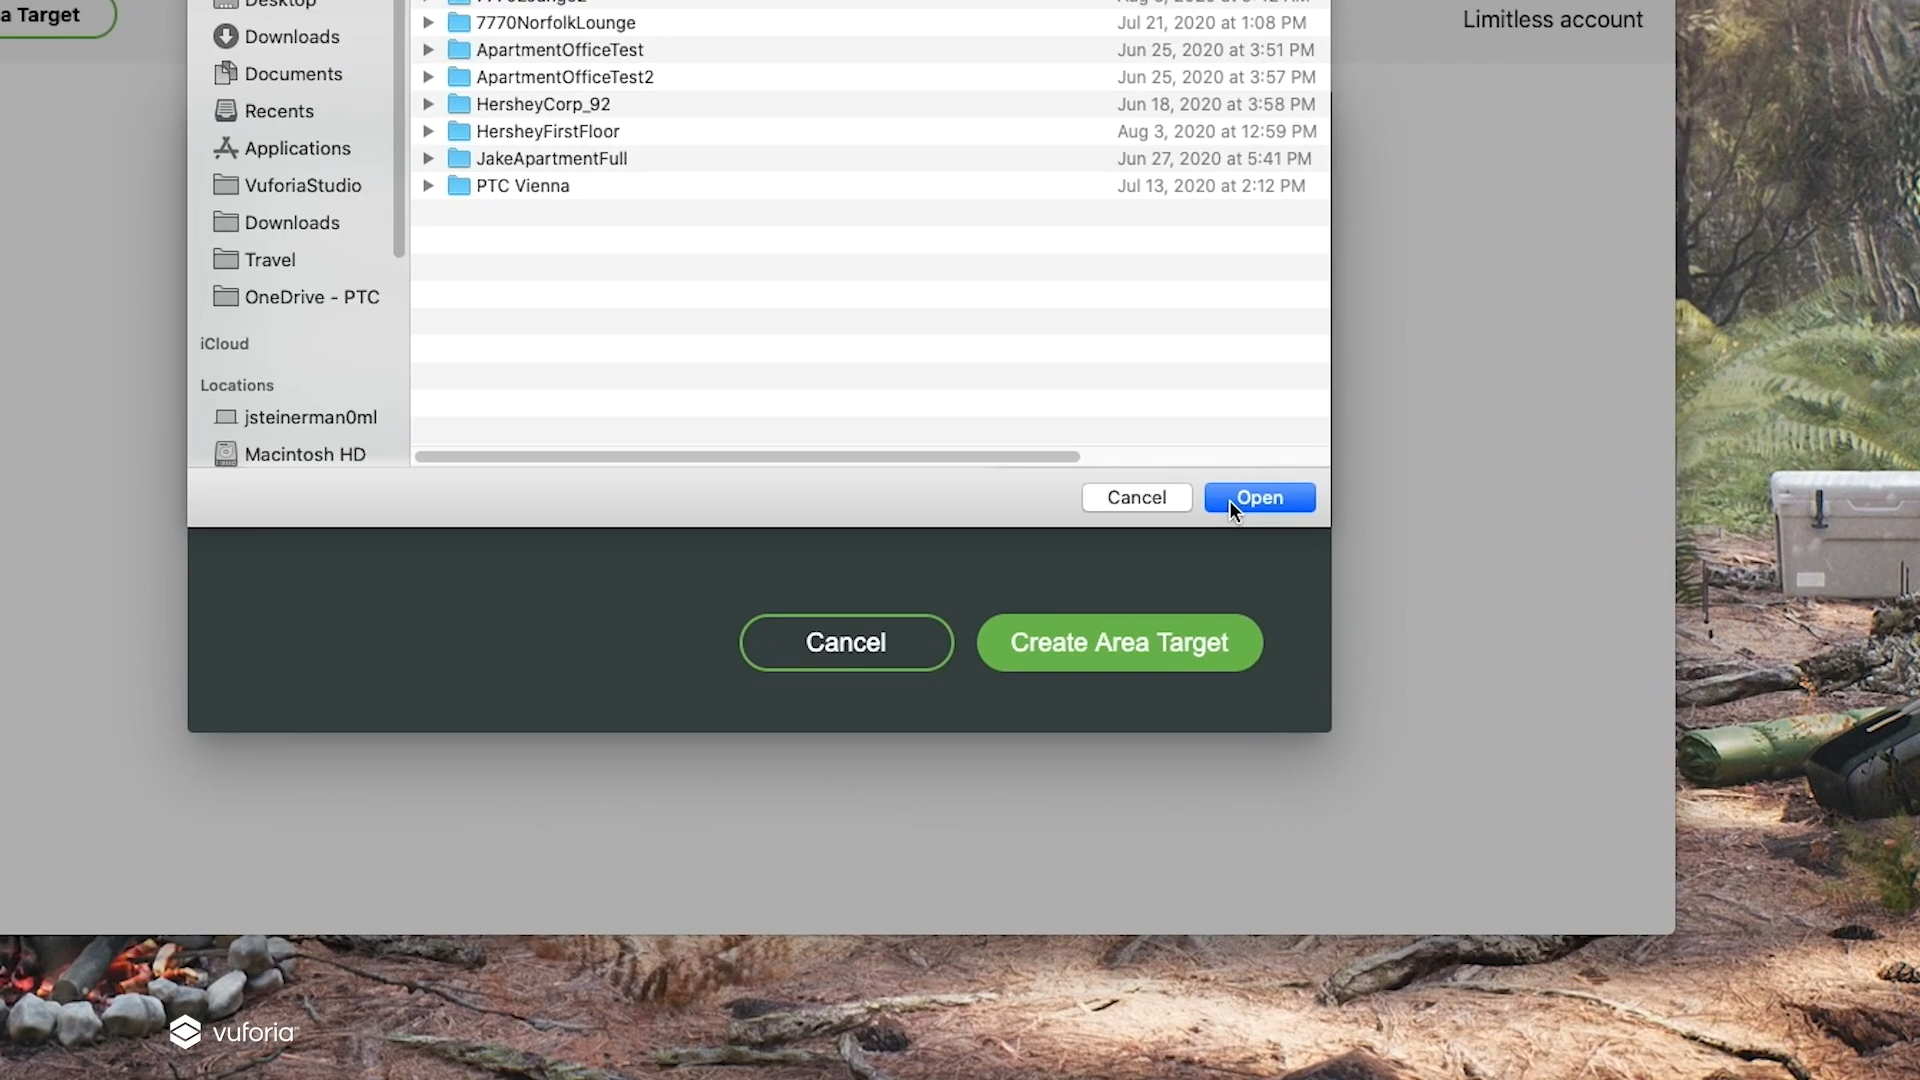 a Target
Limitless account
Desktop
Downloads
Documents
Recents
Applications
VuforiaStudio
Downloads
Travel
OneDrive - PTC
iCloud
Locations
jsteinerman0ml
Macintosh HD
7770NorfolkLounge Jul 21, 2020 at 1:08 PM
ApartmentOfficeTest Jun 25, 2020 at 3:51 PM
ApartmentOfficeTest2 Jun 25, 2020 at 3:57 PM
HersheyCorp_92 Jun 18, 2020 at 3:58 PM
HersheyFirstFloor Aug 3, 2020 at 12:59 PM
JakeApartmentFull Jun 27, 2020 at 5:41 PM
PTC Vienna Jul 13, 2020 at 2:12 PM
Cancel Open
Cancel Create Area Target
vuforia™